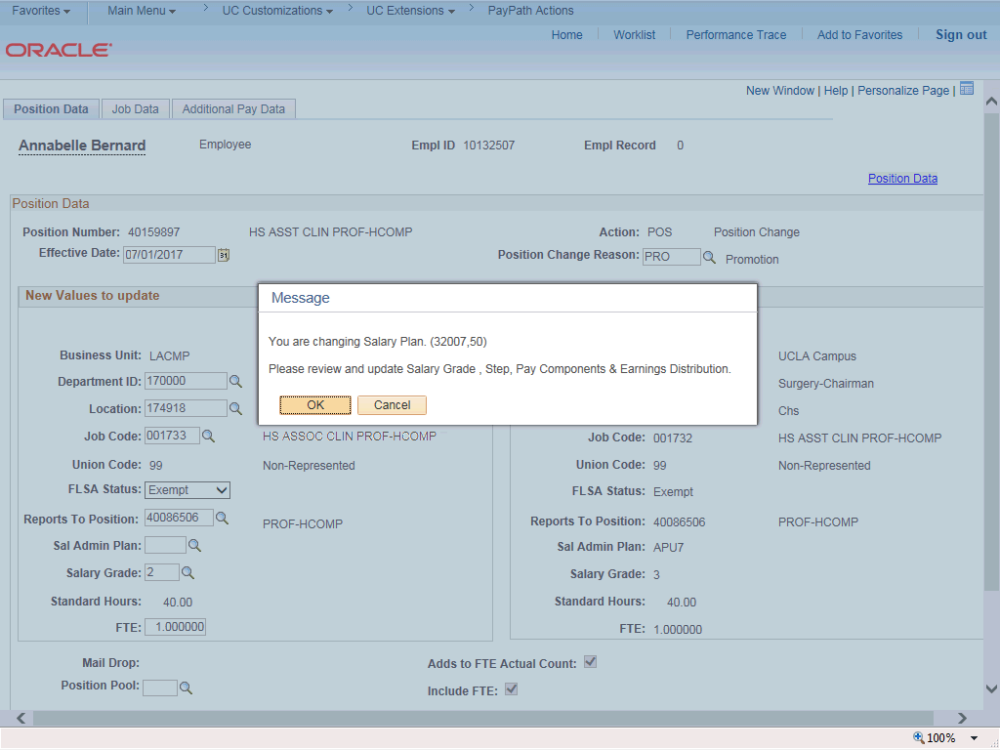 Favorites Main Menu > UC Customizations > UC Extensions > PayPath Actions
Home Worklist Performance Trace Add to Favorites Sign out
ORACLE
New Window | Help | Personalize Page |
Position Data Job Data Additional Pay Data
Annabelle Bernard Employee Empl ID 10132507 Empl Record 0
Position Data
Position Data
Position Number: 40159897 HS ASST CLIN PROF-HCOMP Action: POS Position Change
Effective Date: 07/01/2017 31 Position Change Reason: PRO Promotion
New Values to update
Message
You are changing Salary Plan. (32007,50)
Please review and update Salary Grade , Step, Pay Components & Earnings Distribution.
OK Cancel
Business Unit: LACMP UCLA Campus
Department ID: 170000 Surgery-Chairman
Location: 174918 Chs
Job Code: 001733 HS ASSOC CLIN PROF-HCOMP Job Code: 001732 HS ASST CLIN PROF-HCOMP
Union Code: 99 Non-Represented Union Code: 99 Non-Represented
FLSA Status: Exempt FLSA Status: Exempt
Reports To Position: 40086506 PROF-HCOMP Reports To Position: 40086506 PROF-HCOMP
Sal Admin Plan: Sal Admin Plan: APU7
Salary Grade: 2 Salary Grade: 3
Standard Hours: 40.00 Standard Hours: 40.00
FTE: 1.000000 FTE: 1.000000
Mail Drop: Adds to FTE Actual Count:
Position Pool: Include FTE:
100%